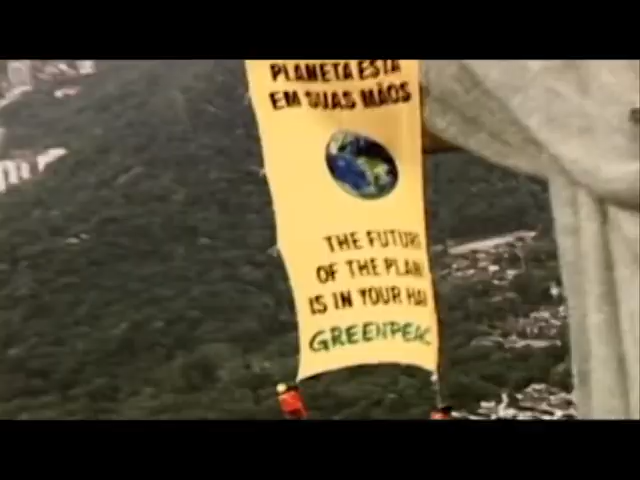 PLANETA ESTA
EM SUAS MÃOS
THE FUTUR
OF THE PLAN
IS IN YOUR HA
GREENPEAC